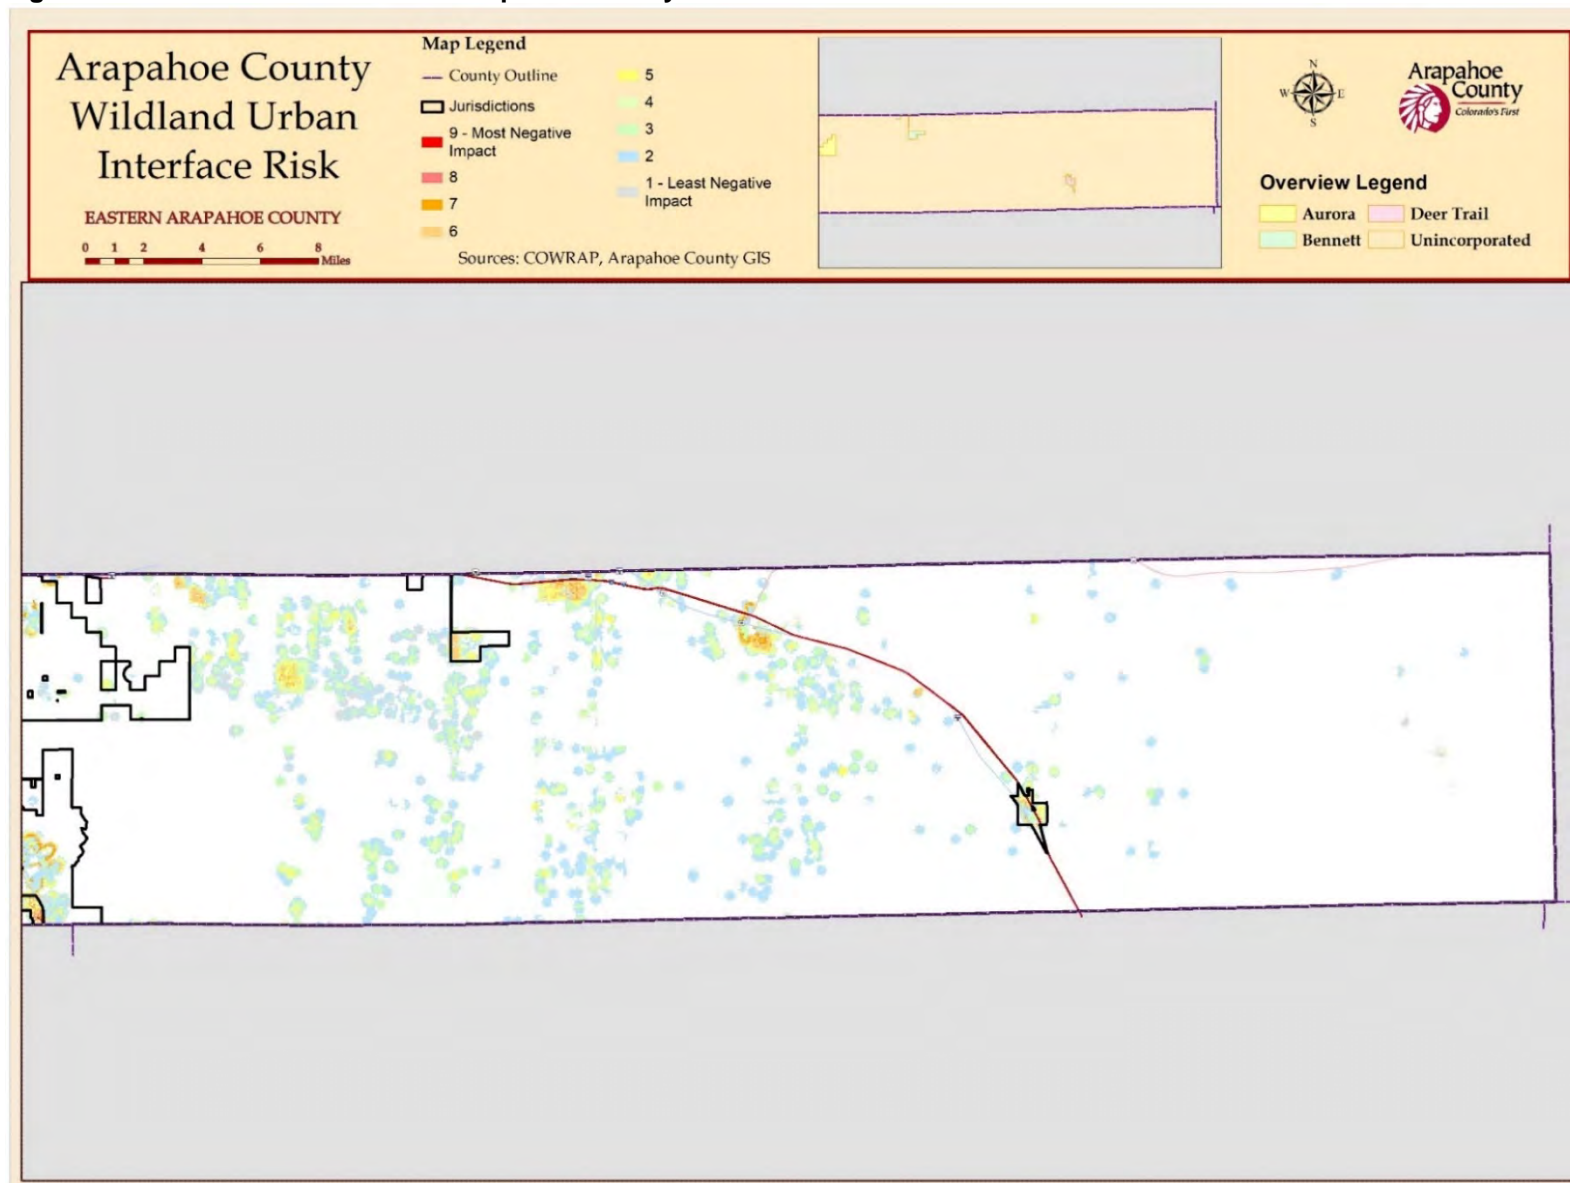 Arapahoe County
Wildland Urban
Interface Risk
EASTERN ARAPAHOE COUNTY
0 1 2 4 6 8
Miles
Map Legend
County Outline
Jurisdictions
9 - Most Negative
Impact
8
7
6
5
4
3
2
1 - Least Negative
Impact
Sources: COWRAP, Arapahoe County GIS
N
W E
S
Arapahoe
County
Colorado's First
Overview Legend
Aurora
Deer Trail
Bennett
Unincorporated